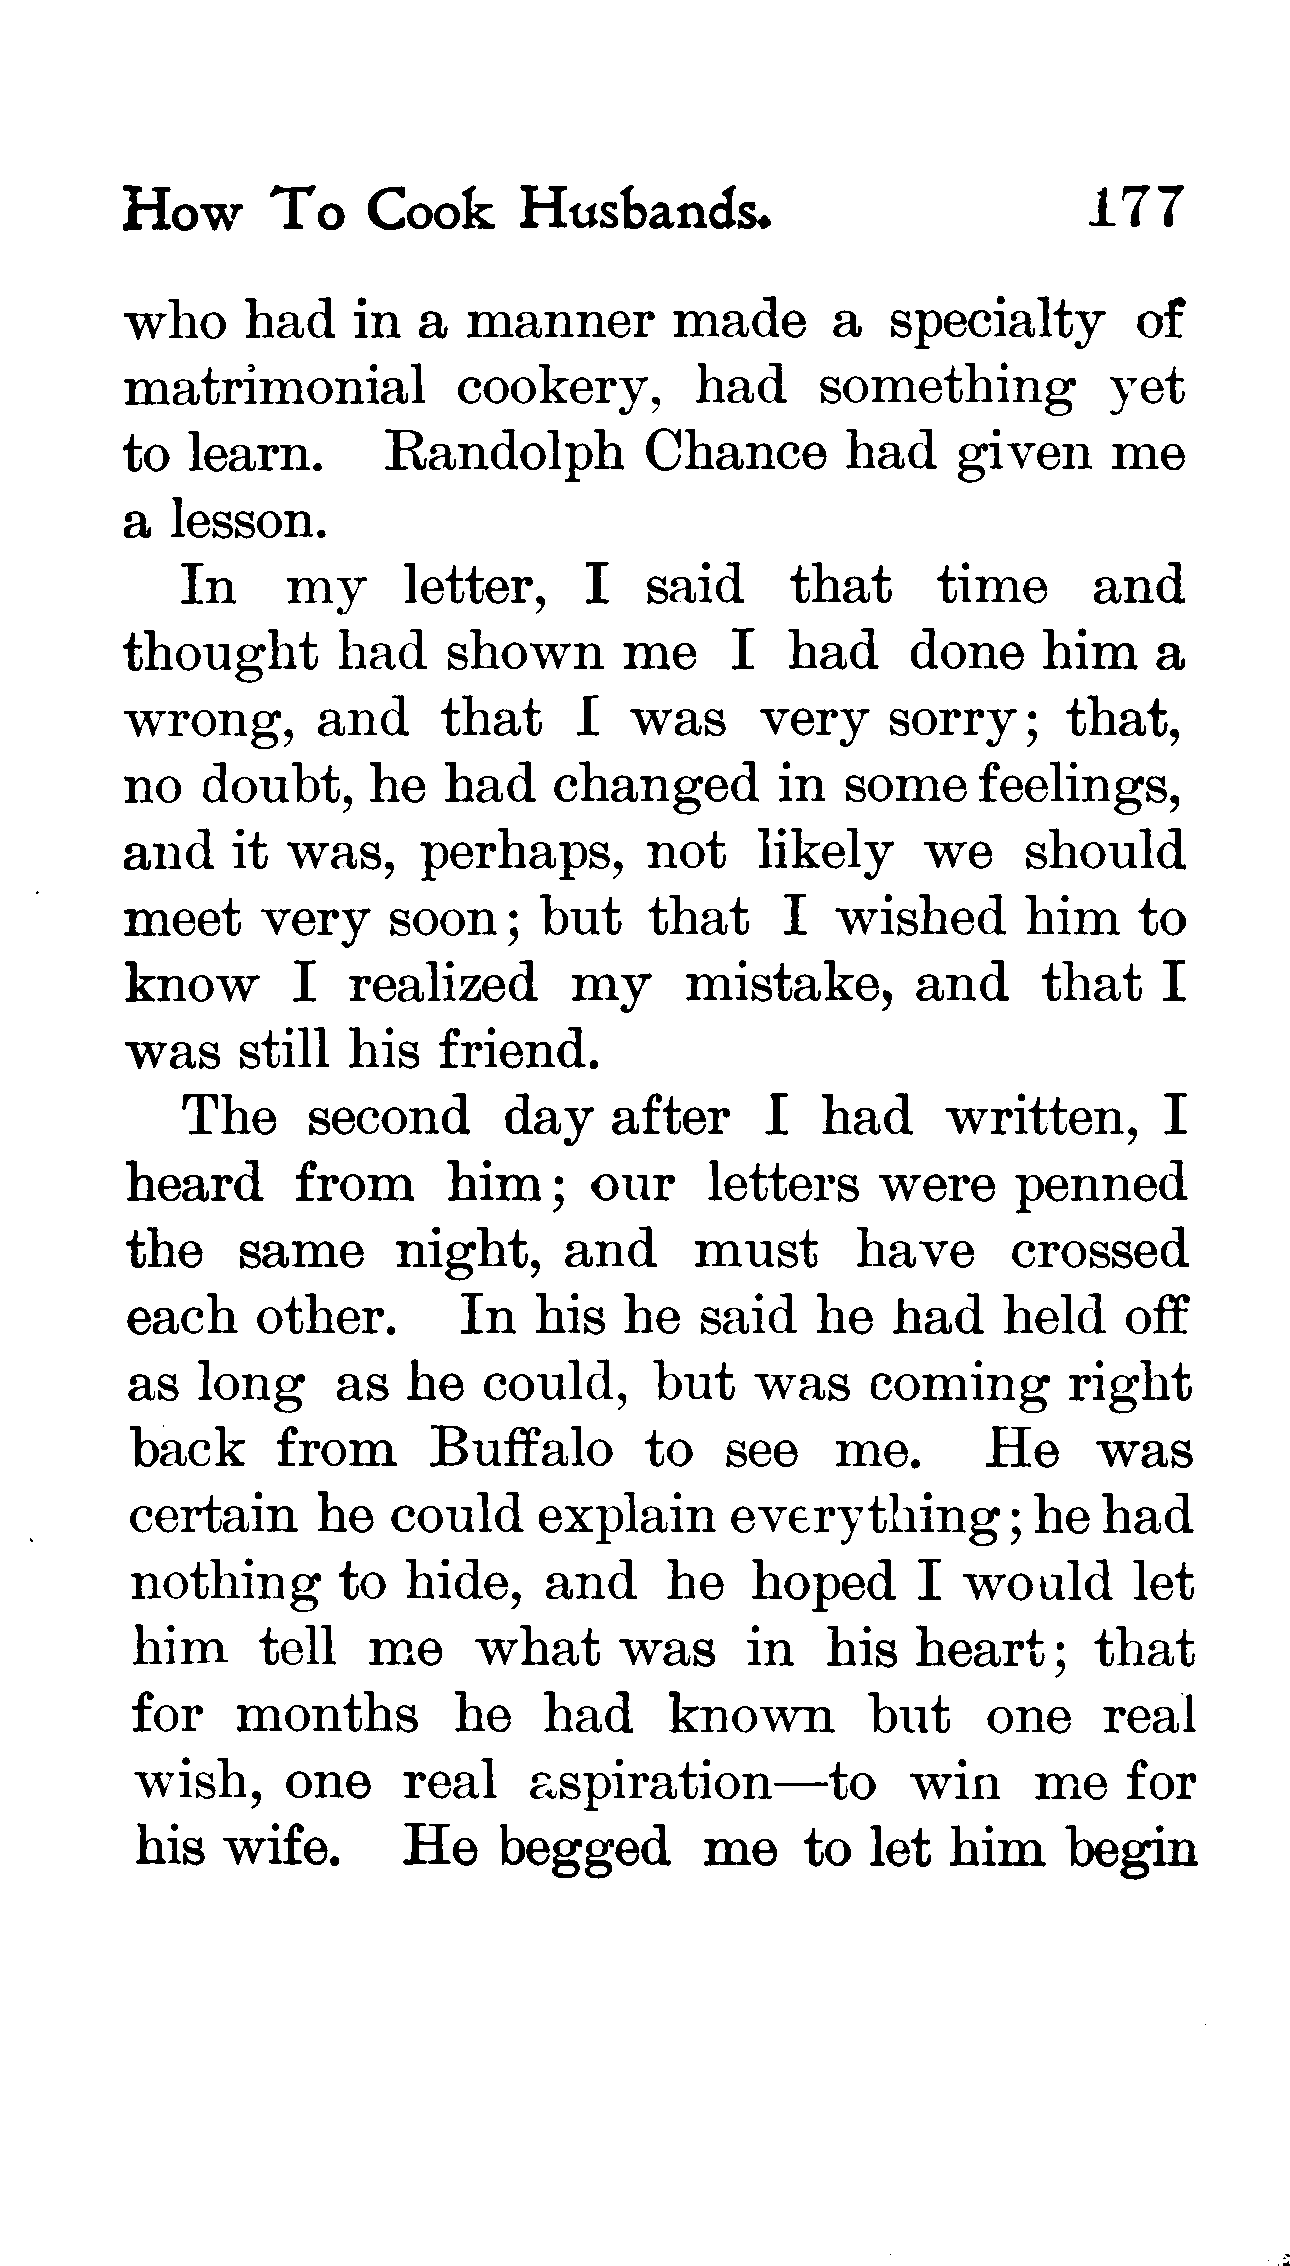 How To Cook Husbands. 177
who had in a manner made a specialty of
matrimonial cookery, had something yet
to learn. Randolph Chance had given me
a lesson.
In my letter, I said that time and
thought had shown me I had done him a
wrong, and that I was very sorry; that,
no doubt, he had changed in some feelings,
and it was, perhaps, not likely we should
meet very soon; but that I wished him to
know I realized my mistake, and that I
was still his friend.
The second day after I had written, I
heard from him; our letters were penned
the same night, and must have crossed
each other. In his he said he had held off
as long as he could, but was coming right
back from Buffalo to see me. He was
certain he could explain everything; he had
nothing to hide, and he hoped I would let
him tell me what was in his heart; that
for months he had known but one real
wish, one real aspiration—to win me for
his wife. He begged me to let him begin